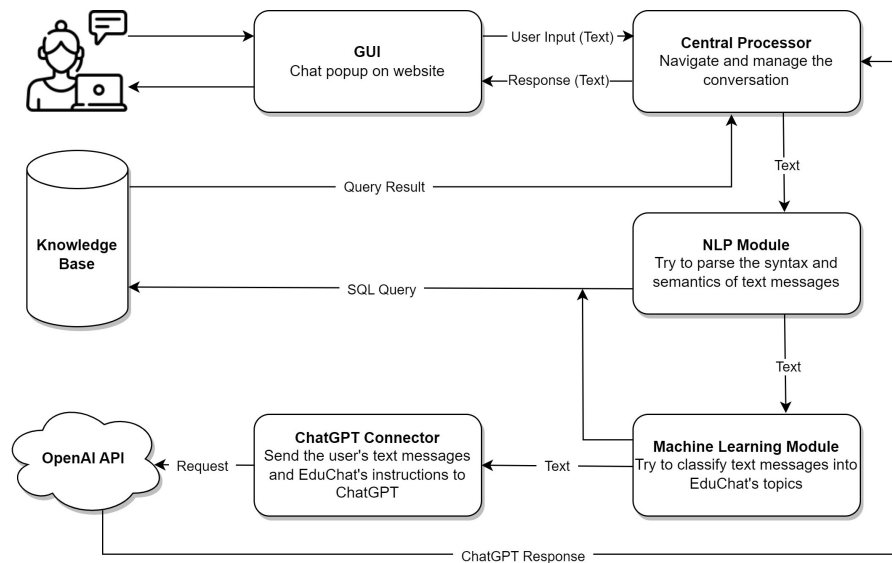 GUI
Chat popup on website
User Input (Text)
Response (Text)
Central Processor
Navigate and manage the
conversation
Text
Query Result
Knowledge
Base
NLP Module
Try to parse the syntax and
semantics of text messages
SQL Query
Text
OpenAI API
Request
ChatGPT Connector
Send the user's text messages
and EduChat's instructions to
ChatGPT
Text
Machine Learning Module
Try to classify text messages into
EduChat's topics
ChatGPT Response